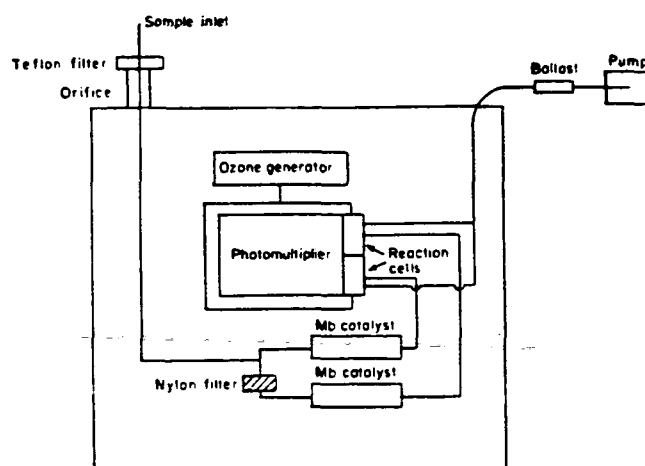 Sample inlet
Teflon filter
Orifice
Ballast
Pump
Ozone generator
Photomultiplier
Reaction
cells
Mb catalyst
Mb catalyst
Nylon filter